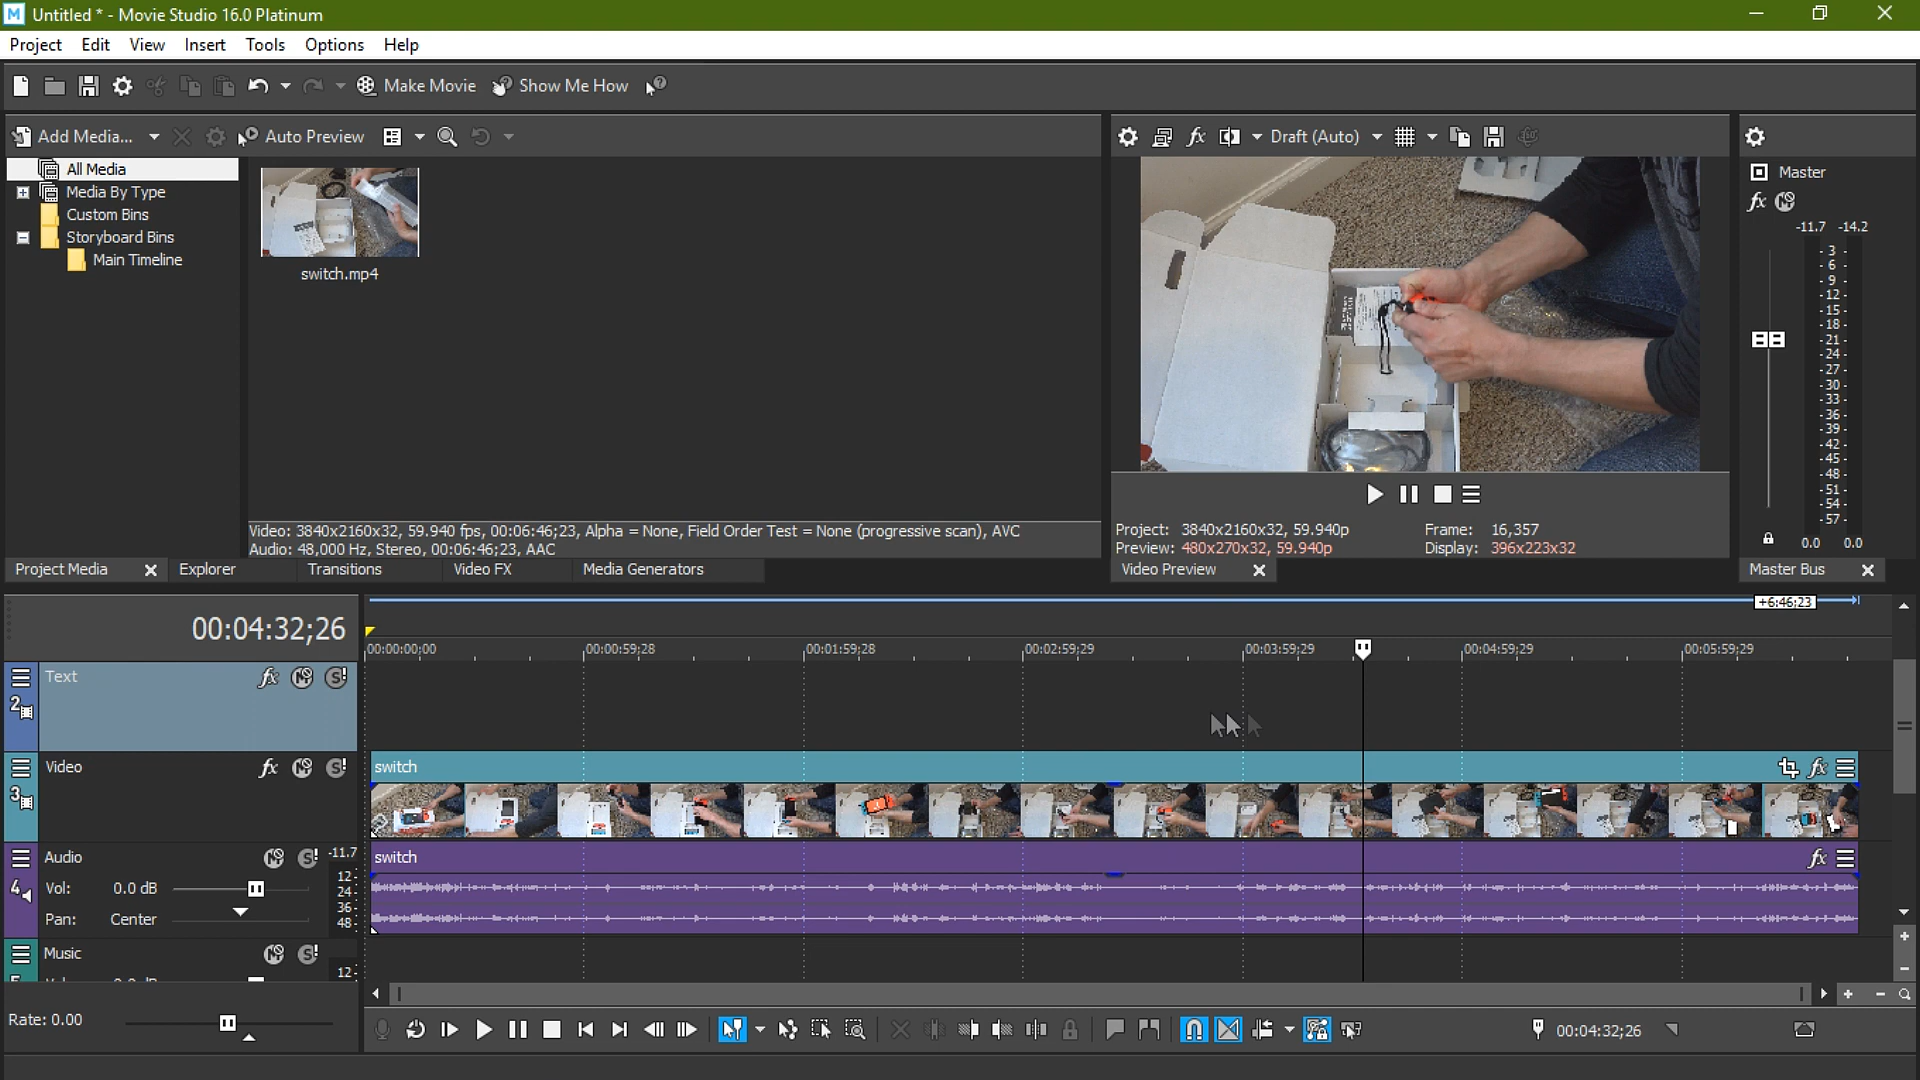 Untitled * - Movie Studio 16.0 Platinum
Project Edit View Insert Tools Options Help
Make Movie Show Me How
Add Media... Auto Preview
Draft (Auto)
All Media
Media By Type
Custom Bins
Storyboard Bins
Main Timeline
switch.mp4
Master
-11.7 -14.2
-3-
-6-
-9-
-12-
-15-
-18-
-21-
-24-
-27-
-30-
-33-
-36-
-39-
-42-
-45-
-48-
-51-
-54-
-57-
0.0 0.0
Video: 3840x2160x32, 59.940 fps, 00:06:46;23, Alpha = None, Field Order Test = None (progressive scan), AVC
Audio: 48,000 Hz, Stereo, 00:06:46;23, AAC
Project: 3840x2160x32, 59.940p Frame: 16,357
Preview: 480x270x32, 59.940p Display: 396x223x32
Project Media Explorer Transitions Video FX Media Generators
Video Preview
Master Bus
00:04:32;26
+6:46;23
00:00:00;00 00:00:59;28 00:01:59;28 00:02:59;29 00:03:59;29 00:04:59;29 00:05:59;29
2 Text fx
3 Video fx
switch fx
4 Audio -11.7
Vol: 0.0 dB
Pan: Center
12-
24-
36-
48-
switch fx
Music
12-
Rate: 0.00
00:04:32;26